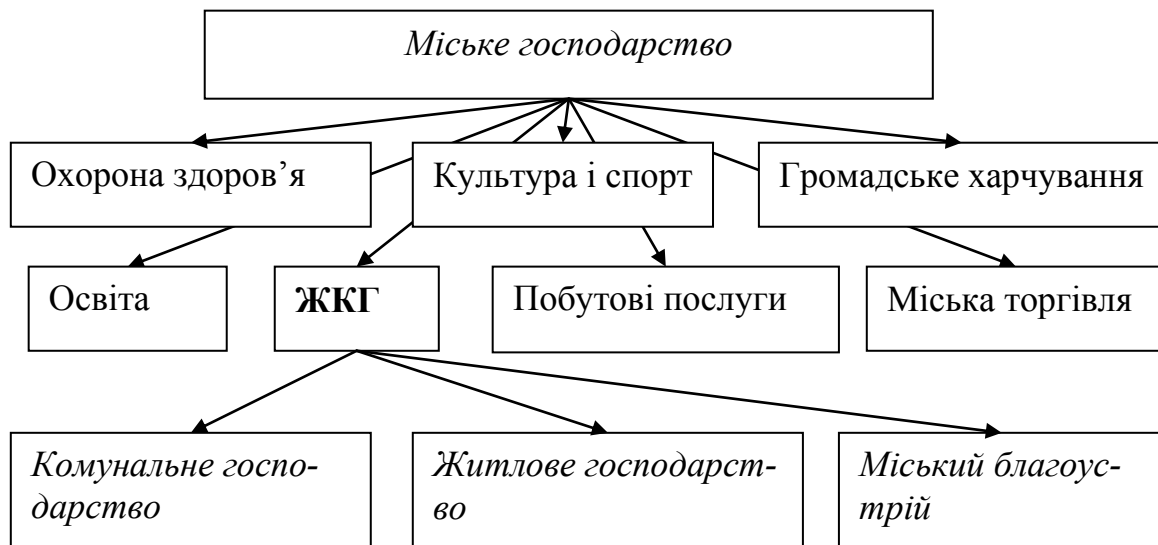 Міське господарство
Охорона здоров’я
Культура і спорт
Громадське харчування
Освіта
ЖКГ
Побутові послуги
Міська торгівля
Комунальне госпо-
дарство
Житлове господарст-
во
Міський благоус-
трій